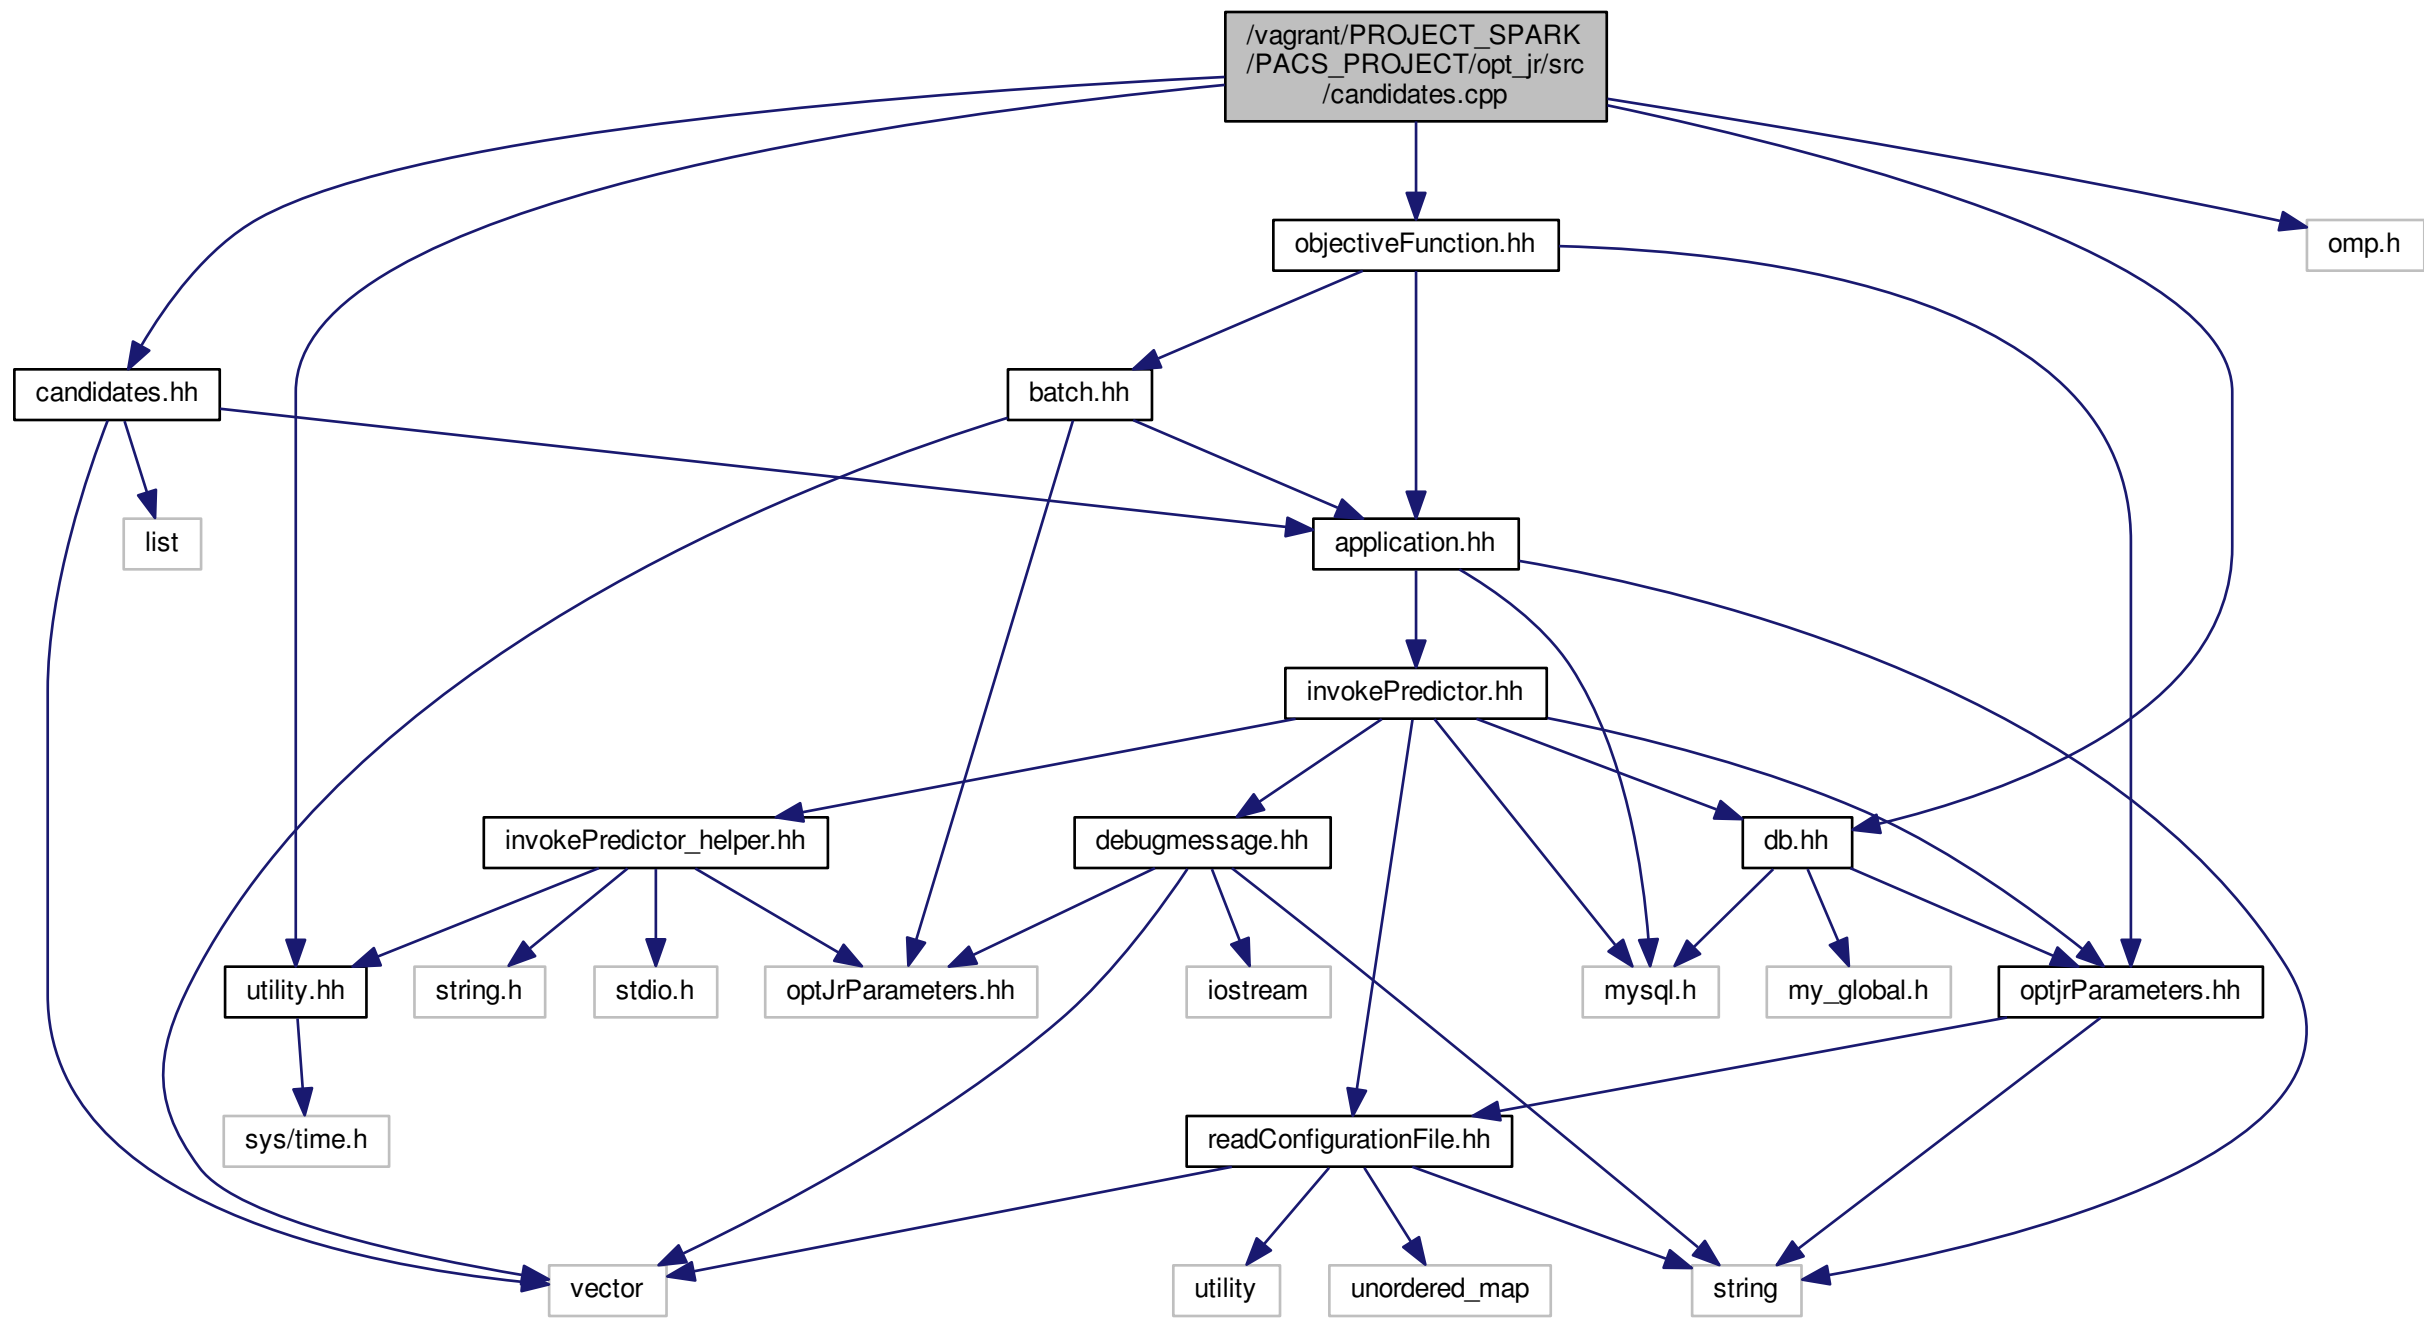 /vagrant/PROJECT_SPARK
/PACS_PROJECT/opt_jr/src
/candidates.cpp
objectiveFunction.hh
omp.h
candidates.hh
batch.hh
list
application.hh
invokePredictor.hh
invokePredictor_helper.hh
debugmessage.hh
db.hh
utility.hh
string.h
stdio.h
optJrParameters.hh
iostream
mysql.h
my_global.h
optjrParameters.hh
sys/time.h
readConfigurationFile.hh
vector
utility
unordered_map
string